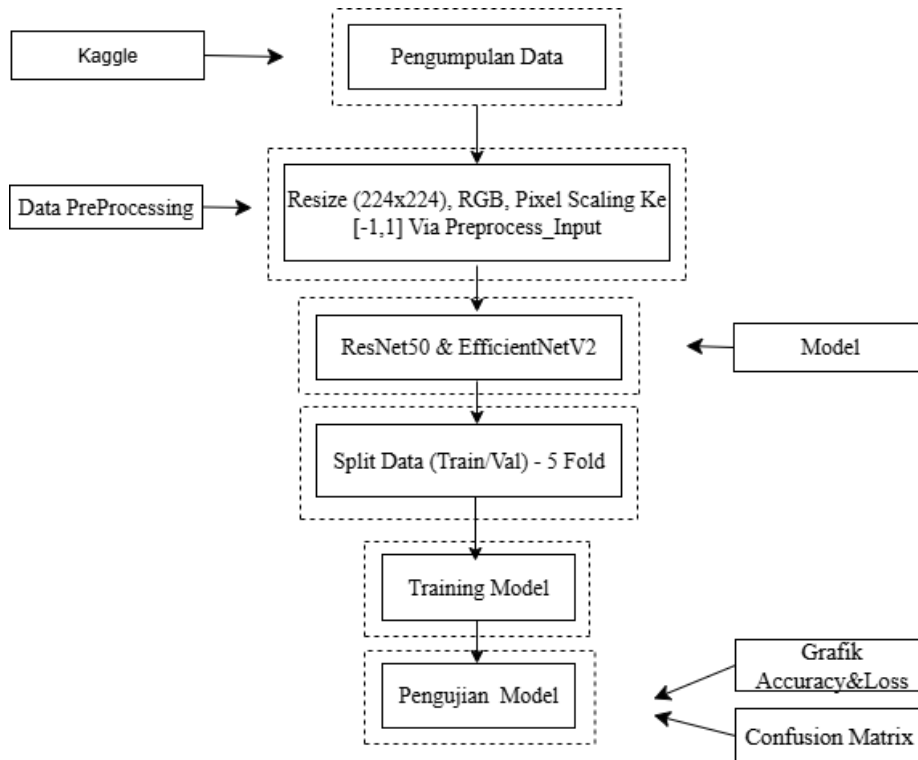 Kaggle
Pengumpulan Data
Data PreProcessing
Resize (224x224), RGB, Pixel Scaling Ke
[-1,1] Via Preprocess_Input
ResNet50 & EfficientNetV2
Model
Split Data (Train/Val) - 5 Fold
Training Model
Pengujian Model
Grafik
Accuracy&Loss
Confusion Matrix